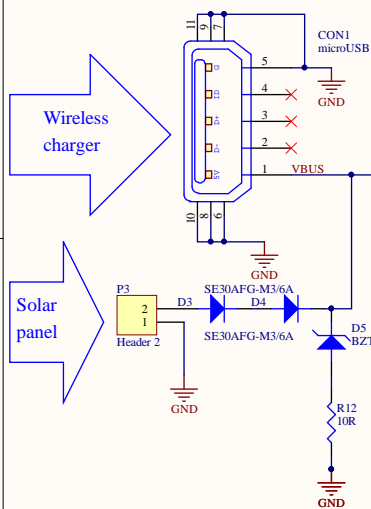 11
9
7
CON1
microUSB
G
5
GND
ID
4
Wireless
charger
D+
3
D-
2
5V
1
VBUS
10
8
6
GND
Solar
panel
P3
2
1
Header 2
D3
SE30AFG-M3/6A
D4
SE30AFG-M3/6A
D5
BZT
GND
R12
10R
GND